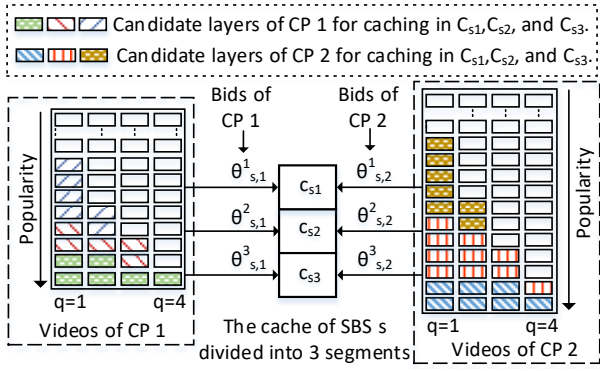 Candidate layers of CP 1 for caching in Cs1,Cs2, and Cs3.
Candidate layers of CP 2 for caching in Cs1,Cs2, and Cs3.
Bids of CP 1
Bids of CP 2
Popularity
θ¹s,1
cs1
θ¹s,2
θ²s,1
cs2
θ²s,2
θ³s,1
cs3
θ³s,2
Popularity
q=1
q=4
Videos of CP 1
The cache of SBS s
divided into 3 segments
q=1
q=4
Videos of CP 2